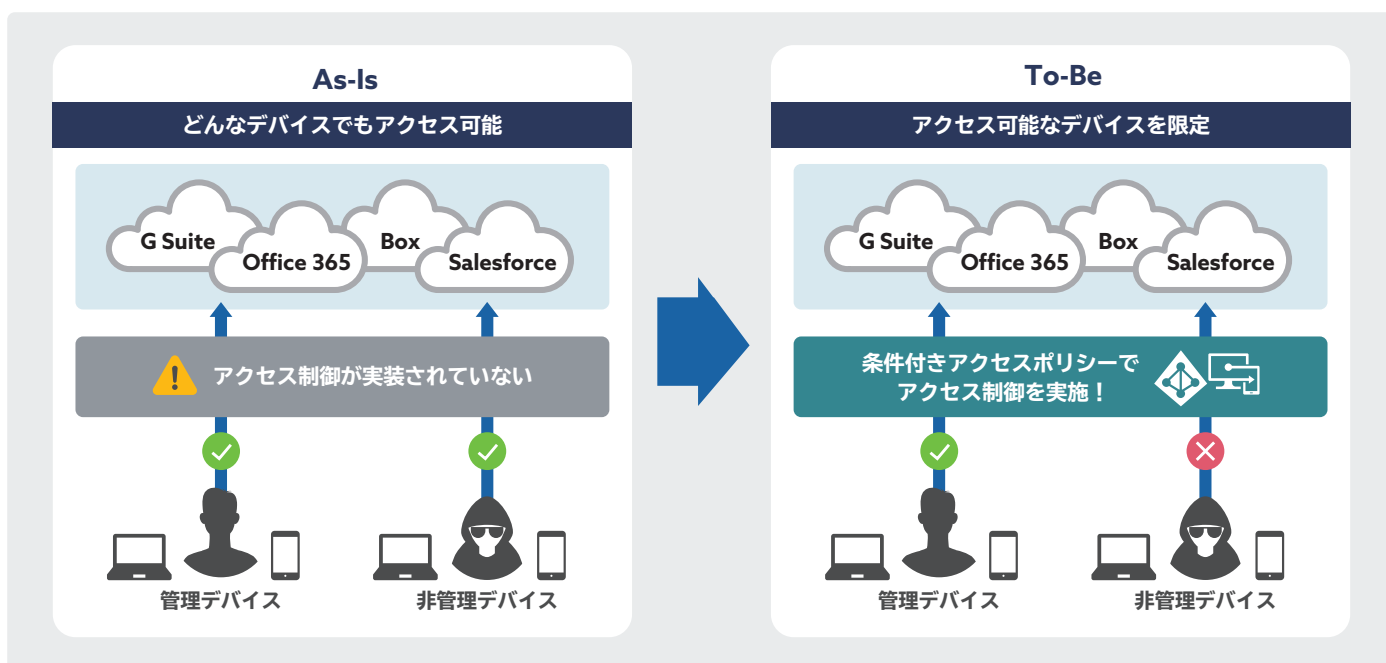 As-Is
どんなデバイスでもアクセス可能
G Suite
Office 365
Box
Salesforce
アクセス制御が実装されていない
管理デバイス
非管理デバイス
To-Be
アクセス可能なデバイスを限定
G Suite
Office 365
Box
Salesforce
条件付きアクセスポリシーで
アクセス制御を実施！
管理デバイス
非管理デバイス